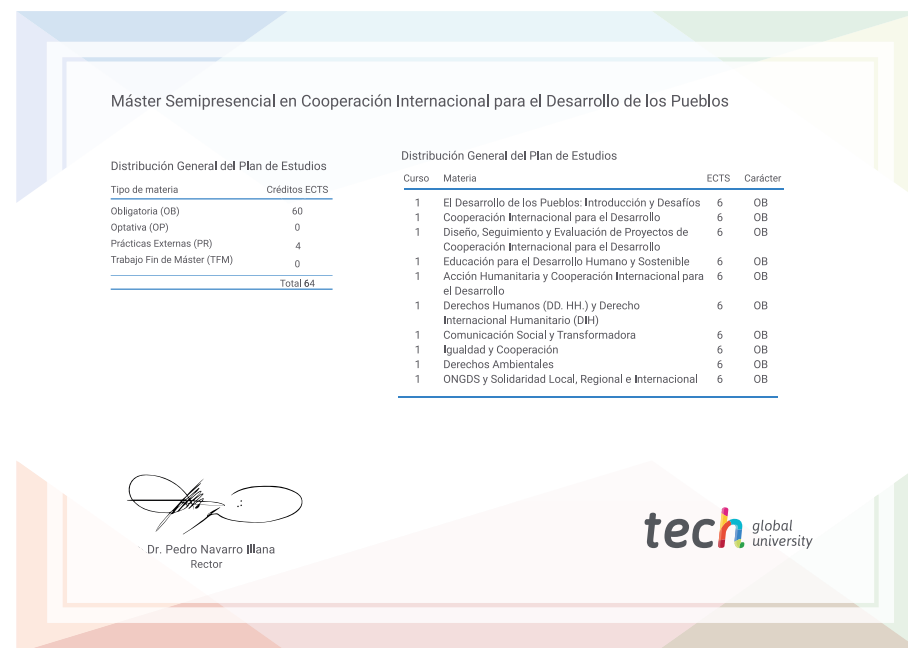 Máster Semipresencial en Cooperación Internacional para el Desarrollo de los Pueblos
Distribución General del Plan de Estudios
Tipo de materia Créditos ECTS
Obligatoria (OB) 60
Optativa (OP) 0
Prácticas Externas (PR) 4
Trabajo Fin de Máster (TFM) 0
Total 64
Distribución General del Plan de Estudios
Curso Materia ECTS Carácter
1 El Desarrollo de los Pueblos: Introducción y Desafíos 6 OB
1 Cooperación Internacional para el Desarrollo 6 OB
1 Diseño, Seguimiento y Evaluación de Proyectos de 6 OB
Cooperación Internacional para el Desarrollo
1 Educación para el Desarrollo Humano y Sostenible 6 OB
1 Acción Humanitaria y Cooperación Internacional para 6 OB
el Desarrollo
1 Derechos Humanos (DD. HH.) y Derecho 6 OB
Internacional Humanitario (DIH)
1 Comunicación Social y Transformadora 6 OB
1 Igualdad y Cooperación 6 OB
1 Derechos Ambientales 6 OB
1 ONGDS y Solidaridad Local, Regional e Internacional 6 OB
Dr. Pedro Navarro Illana
Rector
tech global
university